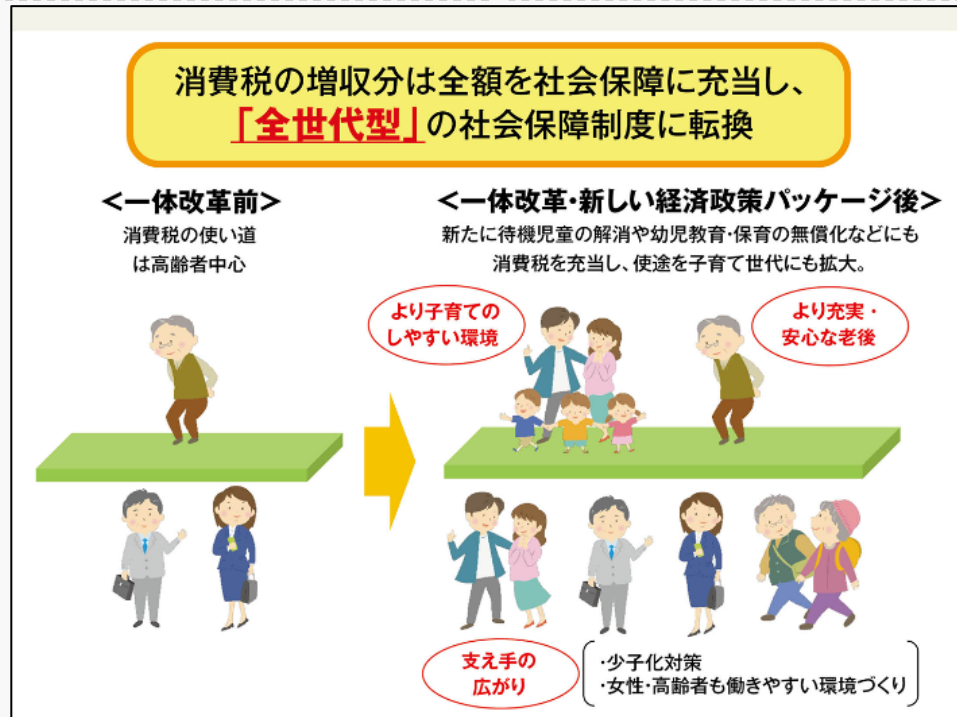 消費税の増収分は全額を社会保障に充当し、
「全世代型」の社会保障制度に転換
＜一体改革前＞
消費税の使い道
は高齢者中心
＜一体改革・新しい経済政策パッケージ後＞
新たに待機児童の解消や幼児教育・保育の無償化などにも
消費税を充当し、使途を子育て世代にも拡大。
より子育ての
しやすい環境
より充実・
安心な老後
支え手の
広がり
・少子化対策
・女性・高齢者も働きやすい環境づくり